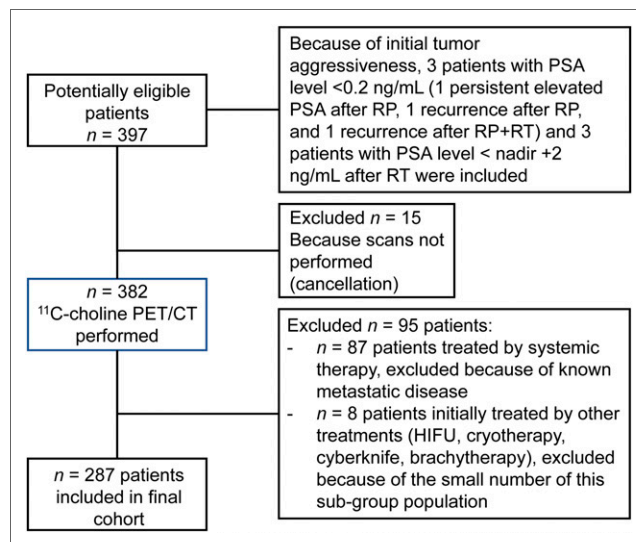 Potentially eligible
patients
n = 397
Because of initial tumor
aggressiveness, 3 patients with PSA
level <0.2 ng/mL (1 persistent elevated
PSA after RP, 1 recurrence after RP,
and 1 recurrence after RP+RT) and 3
patients with PSA level < nadir +2
ng/mL after RT were included
Excluded n = 15
Because scans not
performed
(cancellation)
n = 382
¹¹C-choline PET/CT
performed
Excluded n = 95 patients:
- n = 87 patients treated by systemic
therapy, excluded because of known
metastatic disease
- n = 8 patients initially treated by other
treatments (HIFU, cryotherapy,
cyberknife, brachytherapy), excluded
because of the small number of this
sub-group population
n = 287 patients
included in final
cohort